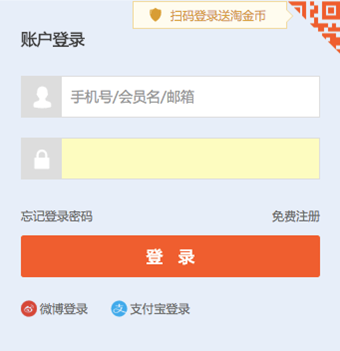 扫码登录送淘金币
账户登录
手机号/会员名/邮箱
忘记登录密码 免费注册
登 录
微博登录 支付宝登录